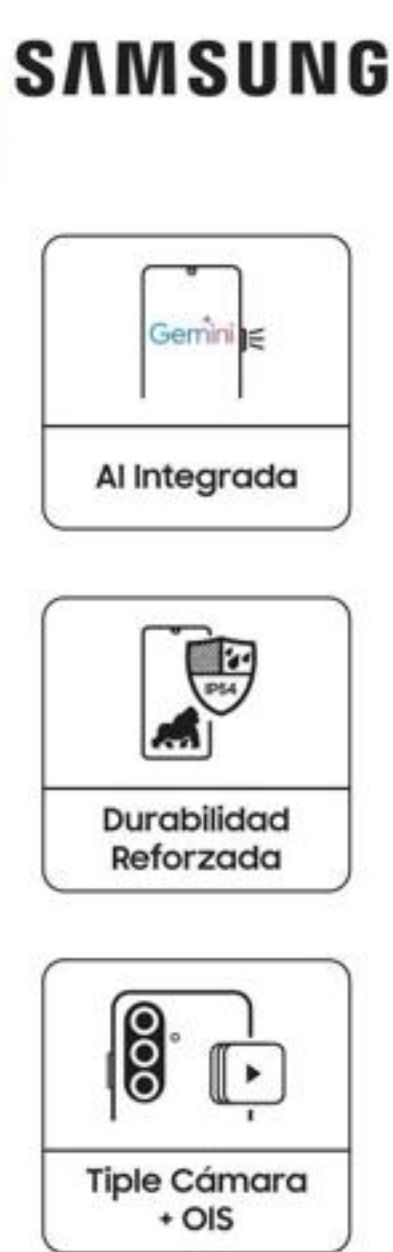 SAMSUNG
Gemini
AI Integrada
IP54
Durabilidad
Reforzada
Tiple Cámara
+ OIS